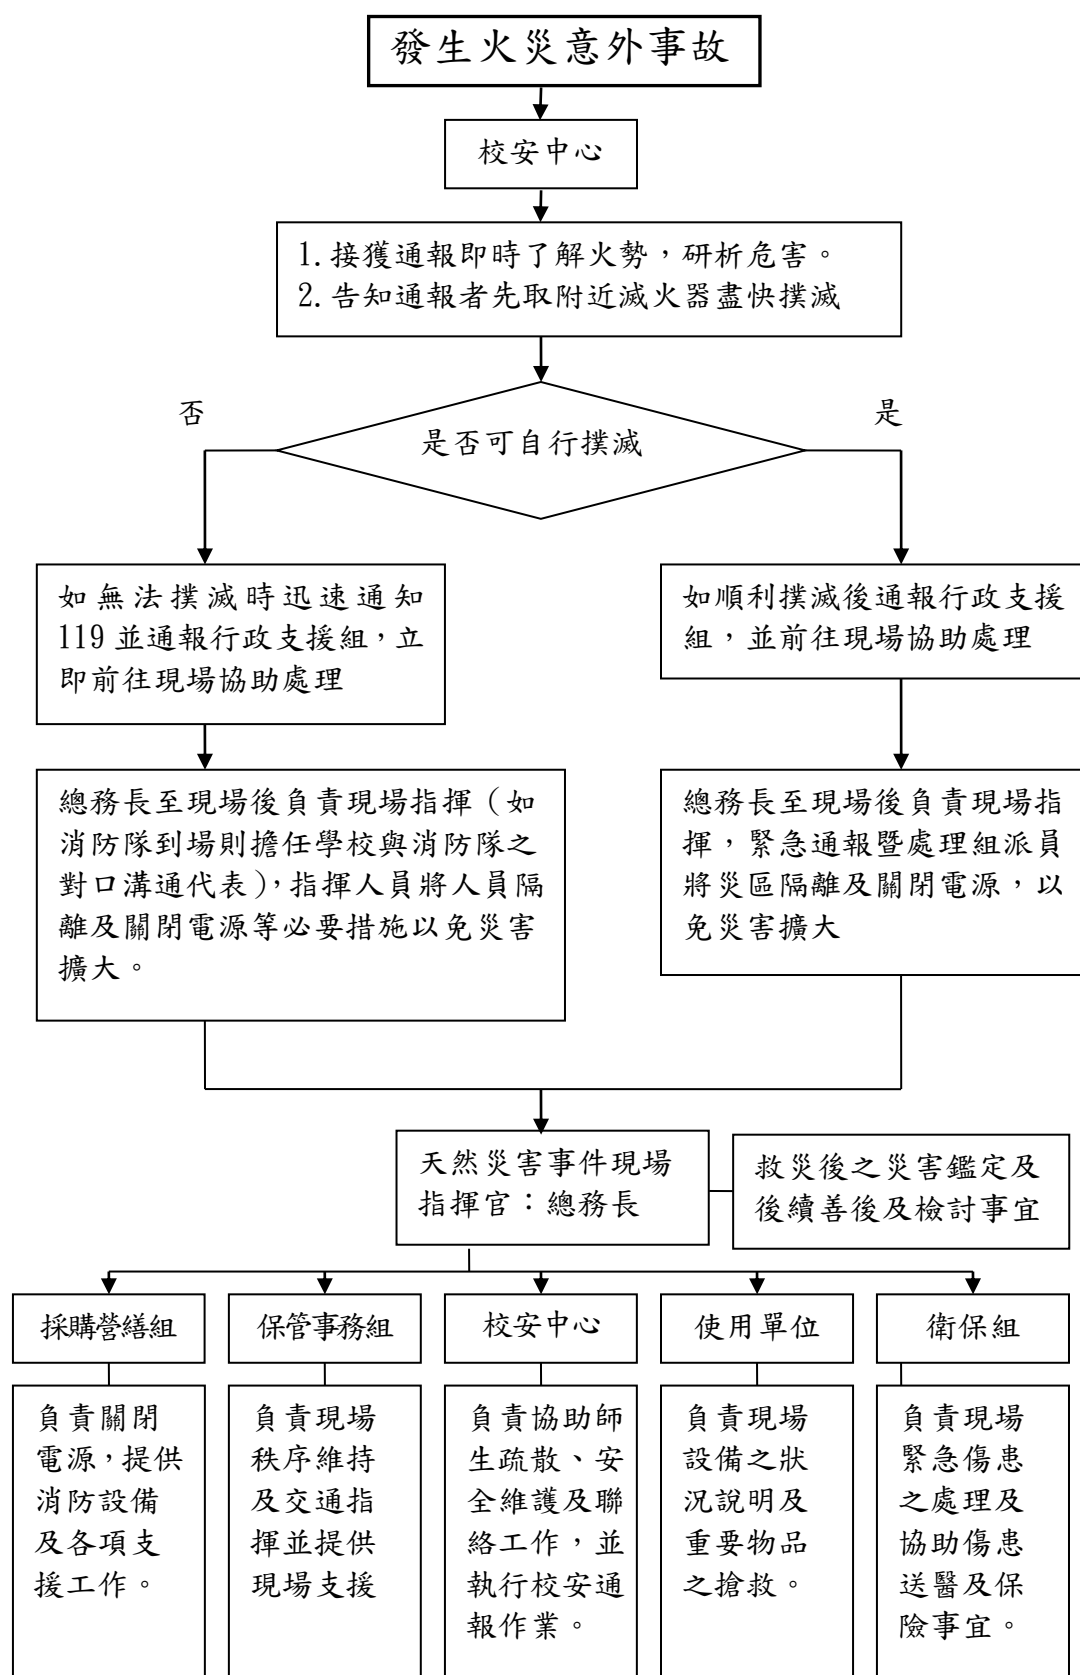 發生火災意外事故
校安中心
1.接獲通報即時了解火勢，研析危害。
2.告知通報者先取附近滅火器盡快撲滅
否
是
是否可自行撲滅
如無法撲滅時迅速通知
119並通報行政支援組，立
即前往現場協助處理
如順利撲滅後通報行政支援
組，並前往現場協助處理
總務長至現場後負責現場指揮（如
消防隊到場則擔任學校與消防隊之
對口溝通代表），指揮人員將人員隔
離及關閉電源等必要措施以免災害
擴大。
總務長至現場後負責現場指
揮，緊急通報暨處理組派員
將災區隔離及關閉電源，以
免災害擴大
天然災害事件現場
指揮官：總務長
救災後之災害鑑定及
後續善後及檢討事宜
採購營繕組
保管事務組
校安中心
使用單位
衛保組
負責關閉
電源，提供
消防設備
及各項支
援工作。
負責現場
秩序維持
及交通指
揮並提供
現場支援
負責協助師
生疏散、安
全維護及聯
絡工作，並
執行校安通
報作業。
負責現場
設備之狀
況說明及
重要物品
之搶救。
負責現場
緊急傷患
之處理及
協助傷患
送醫及保
險事宜。